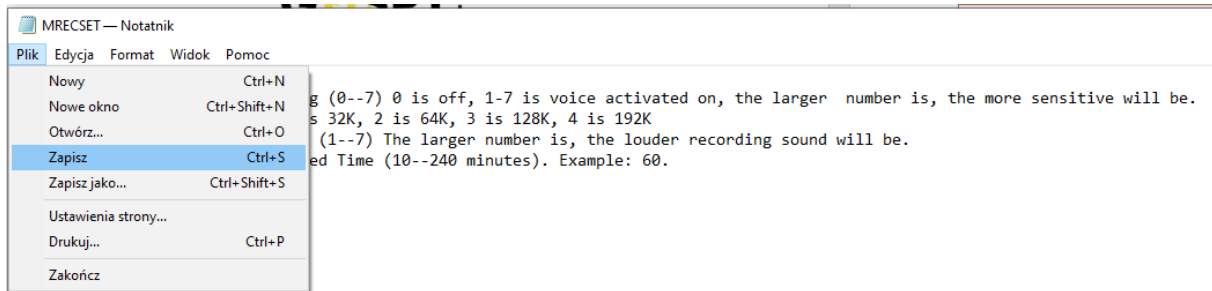 MRECSET — Notatnik
Plik Edycja Format Widok Pomoc
Nowy Ctrl+N
Nowe okno Ctrl+Shift+N
Otwórz... Ctrl+O
Zapisz Ctrl+S
Zapisz jako... Ctrl+Shift+S
Ustawienia strony...
Drukuj... Ctrl+P
Zakończ
g (0--7) 0 is off, 1-7 is voice activated on, the larger  number is, the more sensitive will be.
s 32K, 2 is 64K, 3 is 128K, 4 is 192K
(1--7) The larger number is, the louder recording sound will be.
ed Time (10--240 minutes). Example: 60.